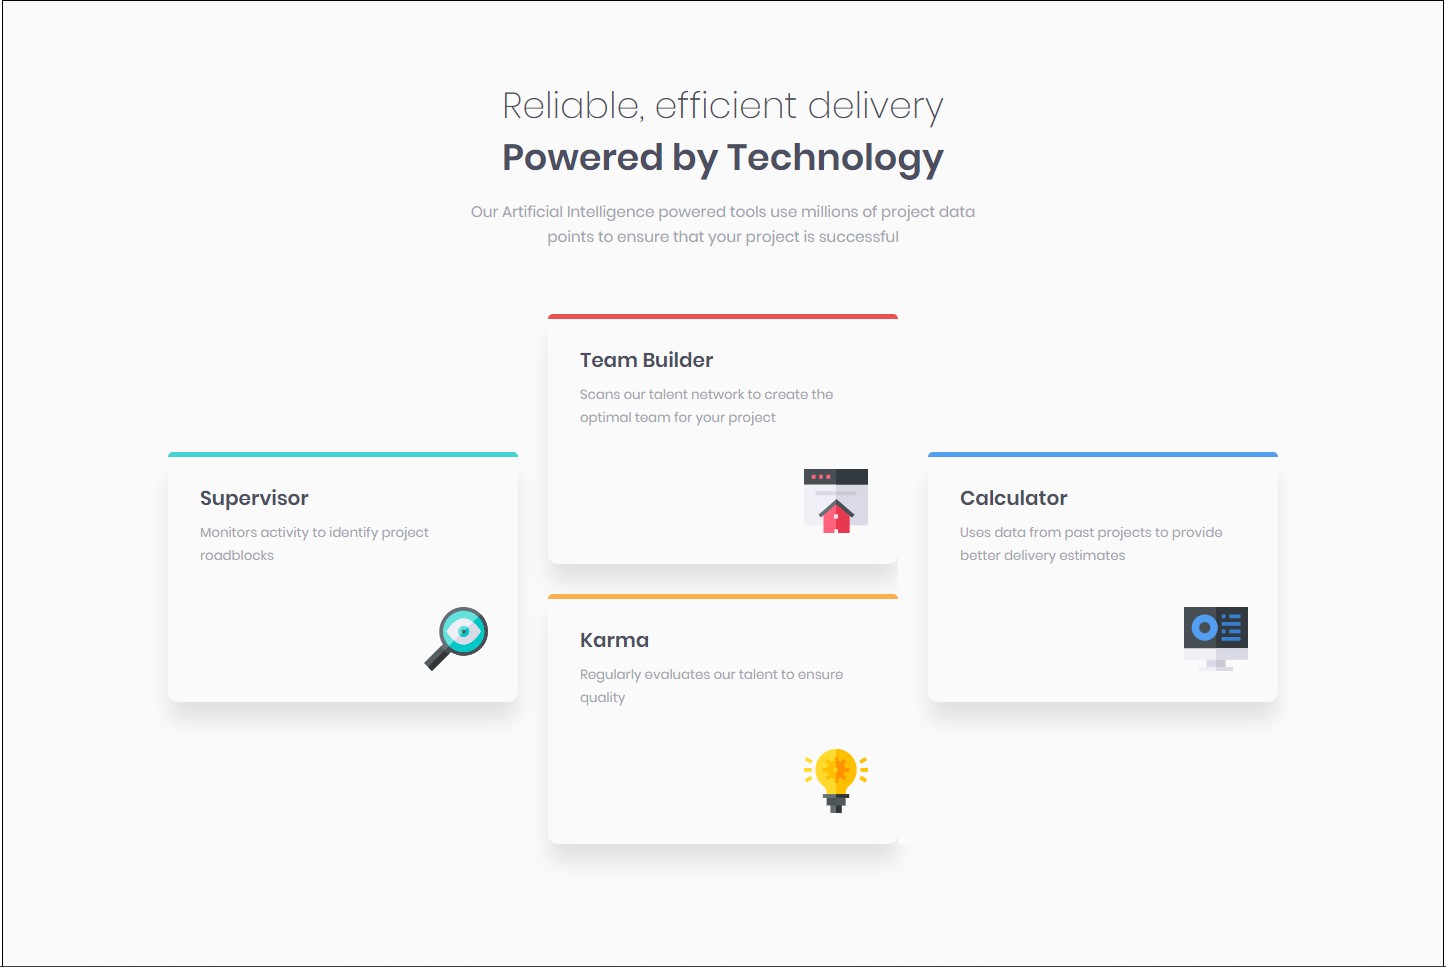 Reliable, efficient delivery
Powered by Technology
Our Artificial Intelligence powered tools use millions of project data
points to ensure that your project is successful
Team Builder
Scans our talent network to create the
optimal team for your project
Supervisor
Monitors activity to identify project
roadblocks
Calculator
Uses data from past projects to provide
better delivery estimates
Karma
Regularly evaluates our talent to ensure
quality